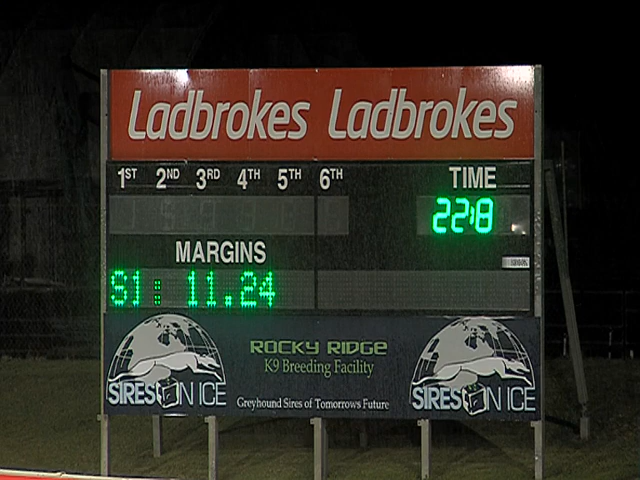 Ladbrokes Ladbrokes
1ST 2ND 3RD 4TH 5TH 6TH TIME
22:8
MARGINS
S1: 11.24
ROCKY RIDGE
K9 Breeding Facility
SIRES ON ICE SIRES ON ICE
Greyhound Sires of Tomorrows Future